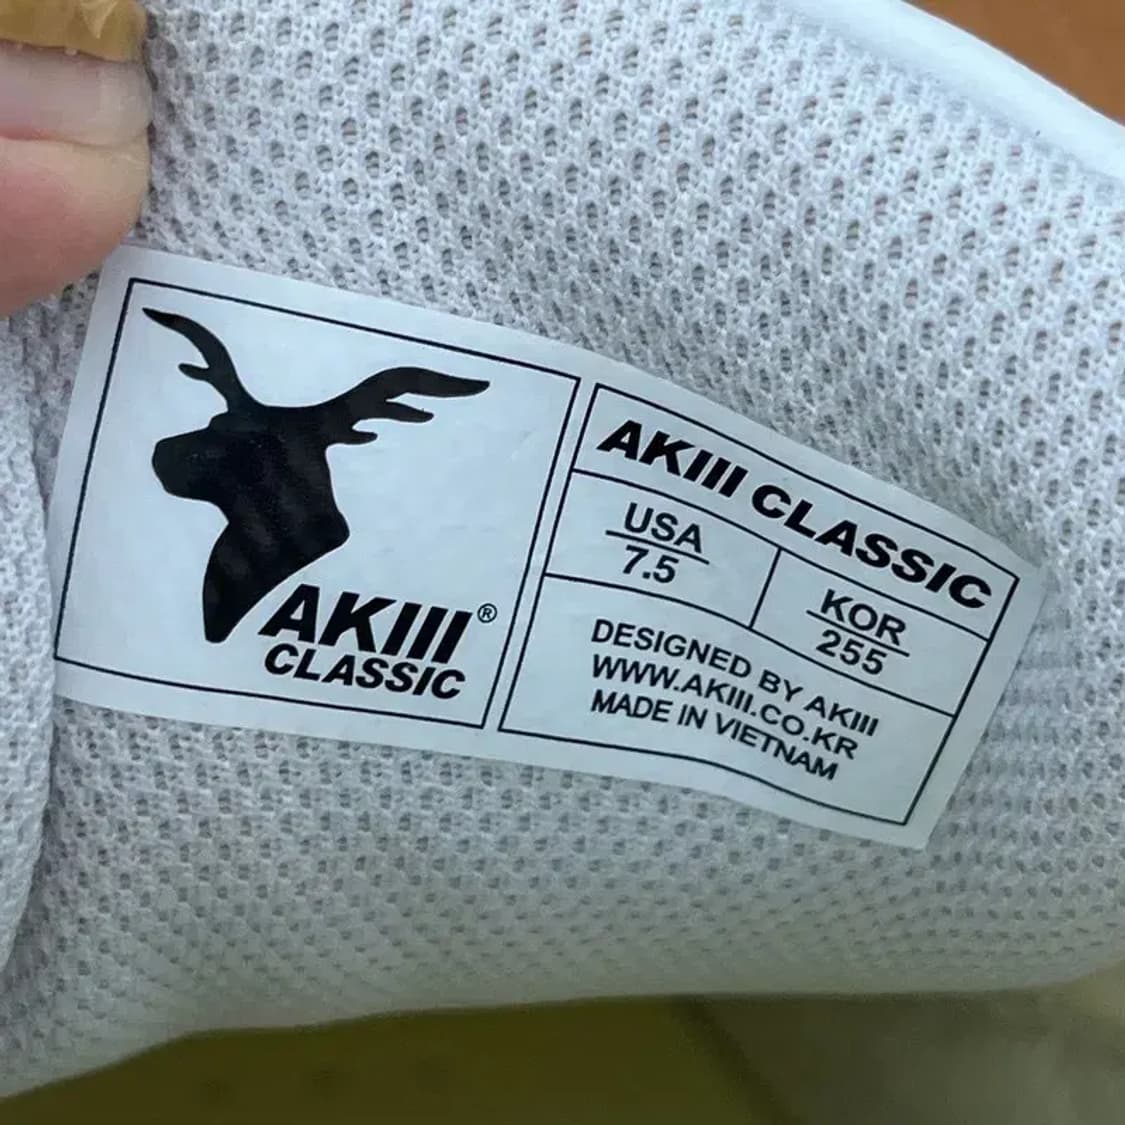 AKIII®
CLASSIC
AKIII CLASSIC
USA
7.5
KOR
255
DESIGNED BY AKIII
WWW.AKIII.CO.KR
MADE IN VIETNAM